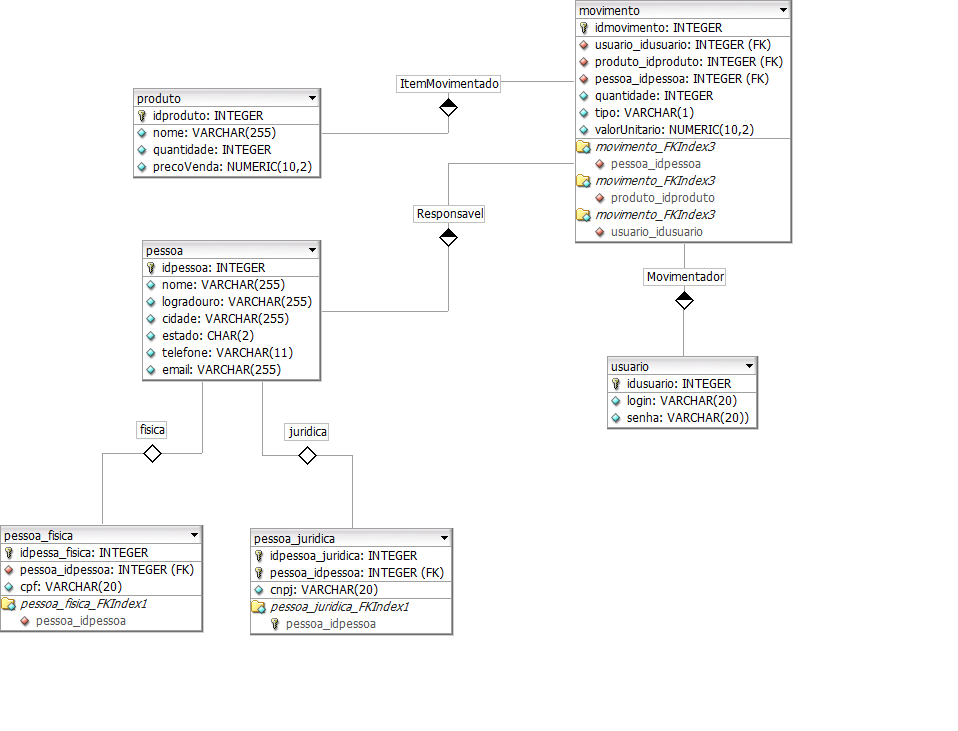 movimento
idmovimento: INTEGER
usuario_idusuario: INTEGER (FK)
produto_idproduto: INTEGER (FK)
pessoa_idpessoa: INTEGER (FK)
quantidade: INTEGER
tipo: VARCHAR(1)
valorUnitario: NUMERIC(10,2)
movimento_FKIndex3
pessoa_idpessoa
movimento_FKIndex3
produto_idproduto
movimento_FKIndex3
usuario_idusuario
ItemMovimentado
produto
idproduto: INTEGER
nome: VARCHAR(255)
quantidade: INTEGER
precoVenda: NUMERIC(10,2)
Responsavel
pessoa
idpessoa: INTEGER
nome: VARCHAR(255)
logradouro: VARCHAR(255)
cidade: VARCHAR(255)
estado: CHAR(2)
telefone: VARCHAR(11)
email: VARCHAR(255)
Movimentador
usuario
idusuario: INTEGER
login: VARCHAR(20)
senha: VARCHAR(20))
fisica
juridica
pessoa_fisica
idpessa_fisica: INTEGER
pessoa_idpessoa: INTEGER (FK)
cpf: VARCHAR(20)
pessoa_fisica_FKIndex1
pessoa_idpessoa
pessoa_juridica
idpessoa_juridica: INTEGER
pessoa_idpessoa: INTEGER (FK)
cnpj: VARCHAR(20)
pessoa_juridica_FKIndex1
pessoa_idpessoa